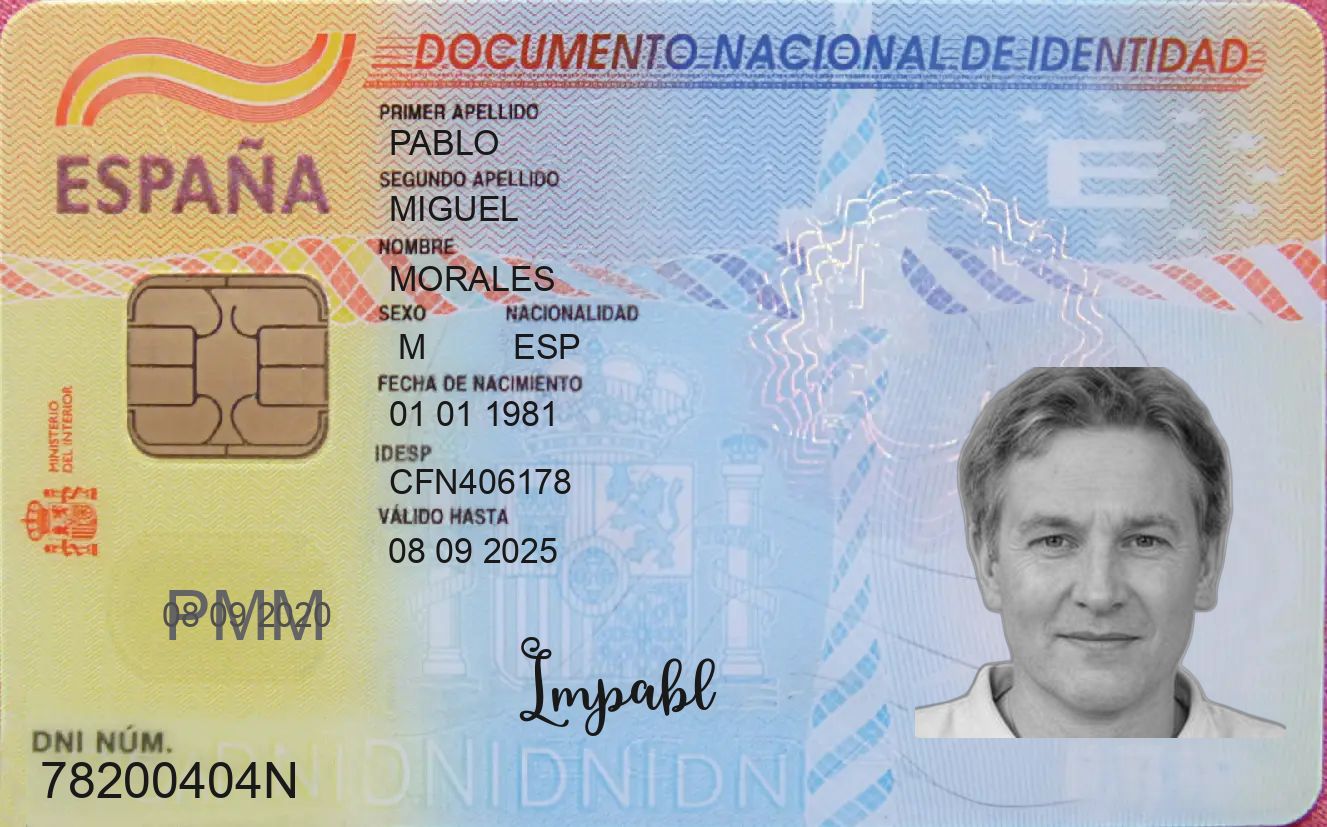 DOCUMENTO NACIONAL DE IDENTIDAD
ESPAÑA
PRIMER APELLIDO
PABLO
SEGUNDO APELLIDO
MIGUEL
NOMBRE
MORALES
SEXO NACIONALIDAD
M ESP
FECHA DE NACIMIENTO
01 01 1981
IDESP
CFN406178
VÁLIDO HASTA
08 09 2025
MINISTERIO
DEL INTERIOR
E
PMM
08 09 2020
Impabl
DNI NÚM.
78200404N
DNIDNIDNIDNI